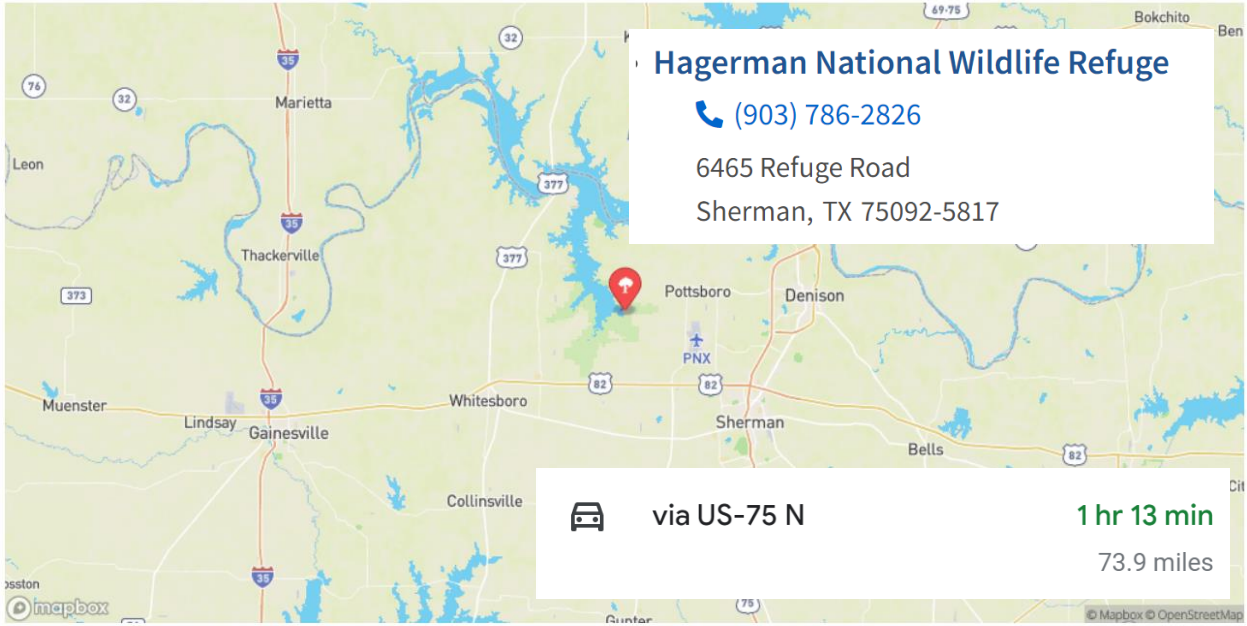 69-75
Bokchito
Ben
32
35
76
32
Marietta
Hagerman National Wildlife Refuge
(903) 786-2826
6465 Refuge Road
Sherman, TX 75092-5817
Leon
377
35
Thackerville
377
373
Pottsboro
Denison
PNX
82
82
35
Whitesboro
Muenster
Lindsay
Gainesville
Sherman
Bells
82
Collinsville
via US-75 N
1 hr 13 min
73.9 miles
35
osston
mapbox
75
Gunter
© Mapbox © OpenStreetMap